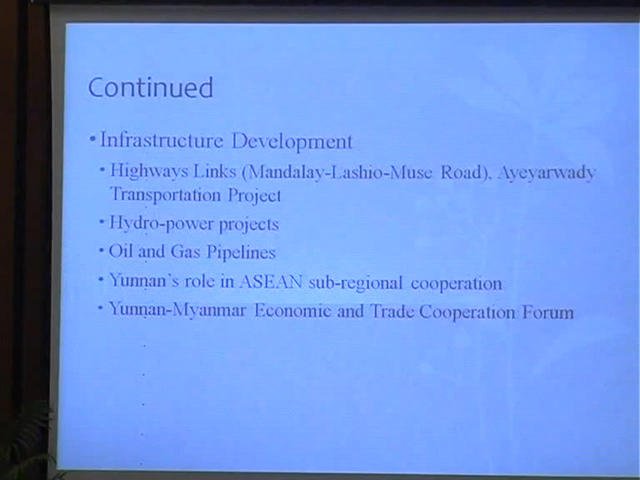 Continued
• Infrastructure Development
• Highways Links (Mandalay-Lashio-Muse Road), Ayeyarwady
Transportation Project
• Hydro-power projects
• Oil and Gas Pipelines
• Yunnan's role in ASEAN sub-regional cooperation
• Yunnan-Myanmar Economic and Trade Cooperation Forum